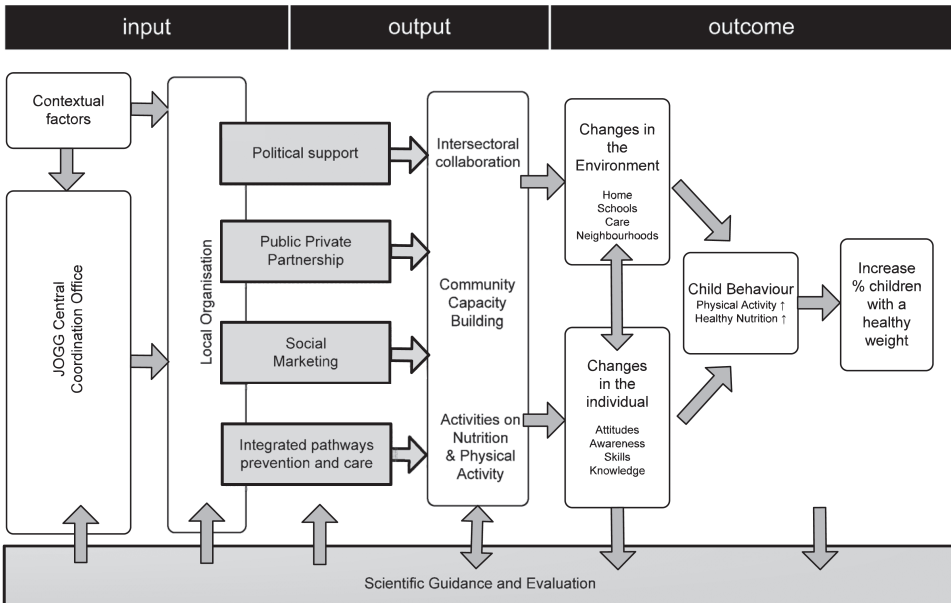 input
output
outcome
Contextual
factors
JOGG Central
Coordination Office
Local Organisation
Political support
Public Private
Partnership
Social
Marketing
Integrated pathways
prevention and care
Intersectoral
collaboration
Community
Capacity
Building
Activities on
Nutrition
& Physical
Activity
Changes in
the
Environment
Home
Schools
Care
Neighbourhoods
Changes
in the
individual
Attitudes
Awareness
Skills
Knowledge
Child Behaviour
Physical Activity ↑
Healthy Nutrition ↑
Increase
% children
with a
healthy
weight
Scientific Guidance and Evaluation